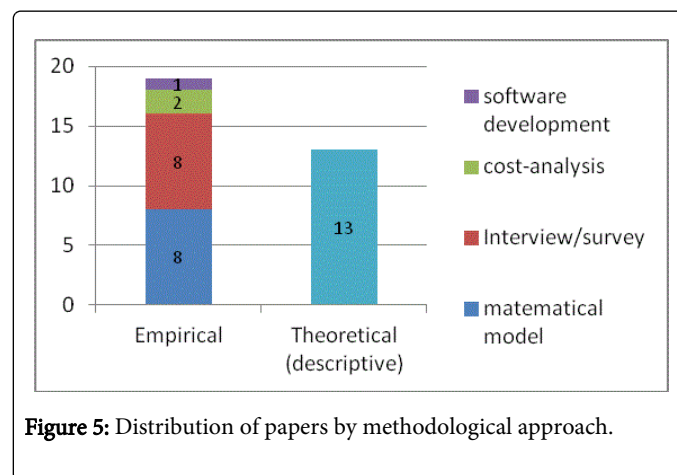 20
15
10
5
0
1
2
8
8
13
Empirical
Theoretical
(descriptive)
software
development
cost-analysis
Interview/survey
matematical
model
Figure 5: Distribution of papers by methodological approach.